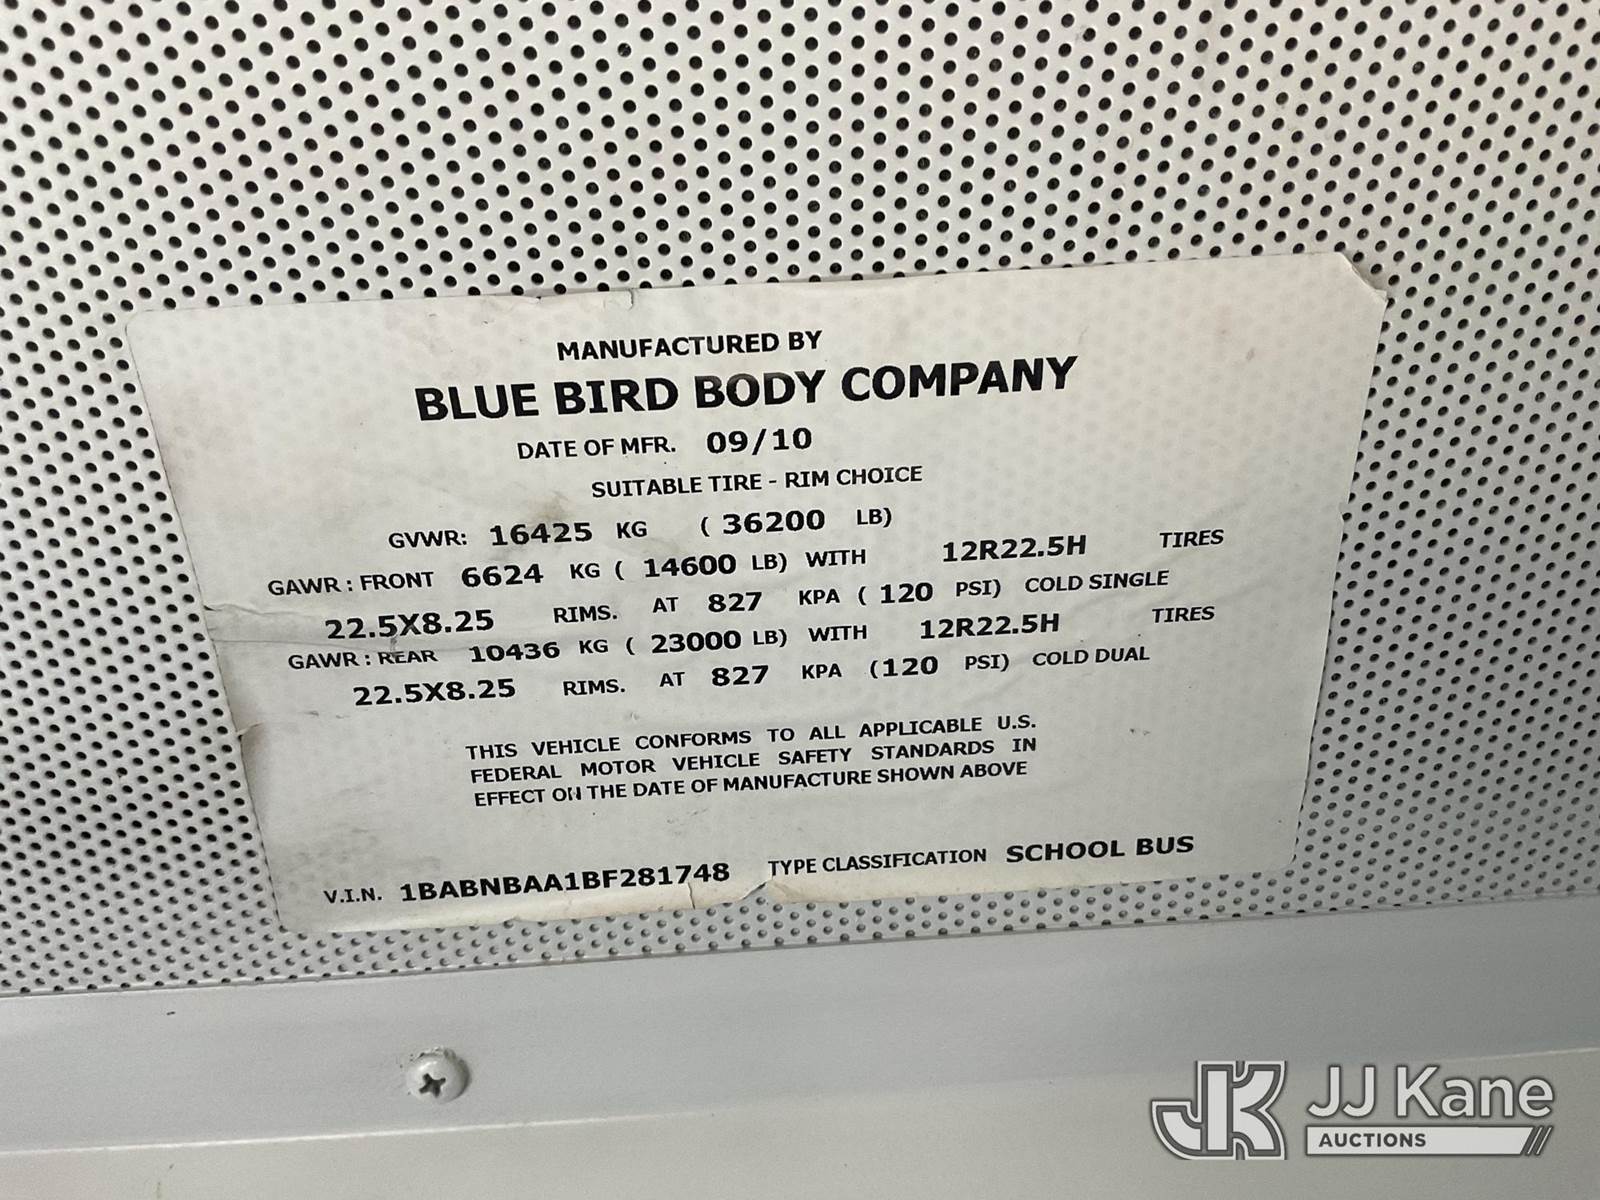 MANUFACTURED BY
BLUE BIRD BODY COMPANY
DATE OF MFR. 09/10
SUITABLE TIRE - RIM CHOICE
GVWR: 16425 KG ( 36200 LB)
GAWR : FRONT 6624 KG ( 14600 LB) WITH 12R22.5H TIRES
22.5X8.25 RIMS. AT 827 KPA ( 120 PSI) COLD SINGLE
GAWR : REAR 10436 KG ( 23000 LB) WITH 12R22.5H TIRES
22.5X8.25 RIMS. AT 827 KPA (120 PSI) COLD DUAL
THIS VEHICLE CONFORMS TO ALL APPLICABLE U.S.
FEDERAL MOTOR VEHICLE SAFETY STANDARDS IN
EFFECT ON THE DATE OF MANUFACTURE SHOWN ABOVE
V.I.N. 1BABNBAA1BF281748 TYPE CLASSIFICATION SCHOOL BUS
JK JJ Kane
AUCTIONS